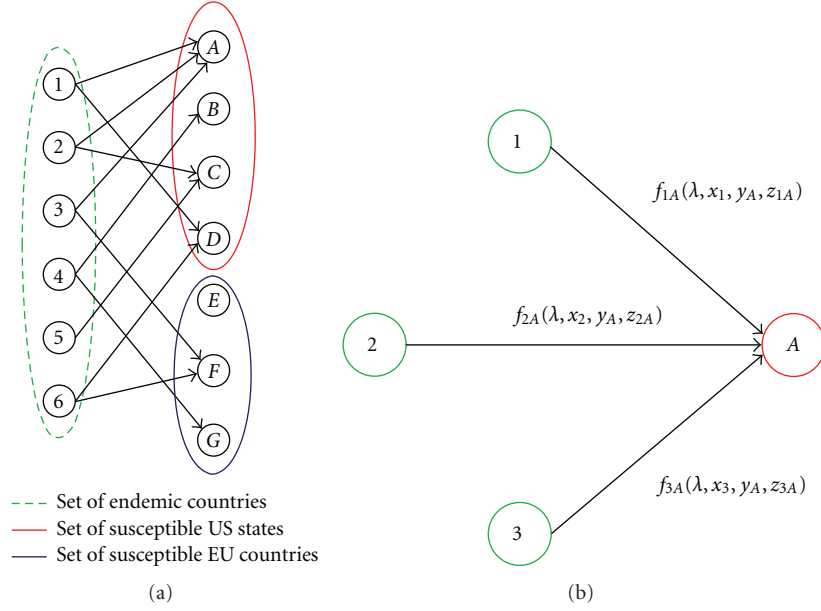 1
2
3
4
5
6
A
B
C
D
E
F
G
Set of endemic countries
Set of susceptible US states
Set of susceptible EU countries
(a)
1
2
3
A
f1A(λ, x1, yA, z1A)
f2A(λ, x2, yA, z2A)
f3A(λ, x3, yA, z3A)
(b)